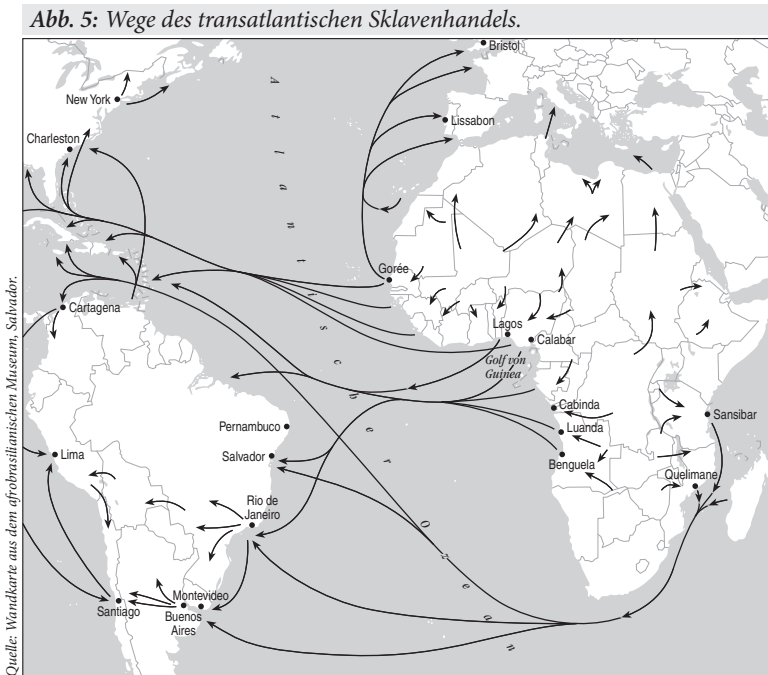 Abb. 5: Wege des transatlantischen Sklavenhandels.
Bristol
New York
Lissabon
Charleston
Atlantischer Ozean
Gorée
Cartagena
Lagos
Calabar
Golf von
Guinea
Cabinda
Pernambuco
Luanda
Sansibar
Lima
Salvador
Benguela
Quelimane
Rio de
Janeiro
Montevideo
Santiago
Buenos
Aires
Quelle: Wandkarte aus dem afrobrasilianischen Museum, Salvador.